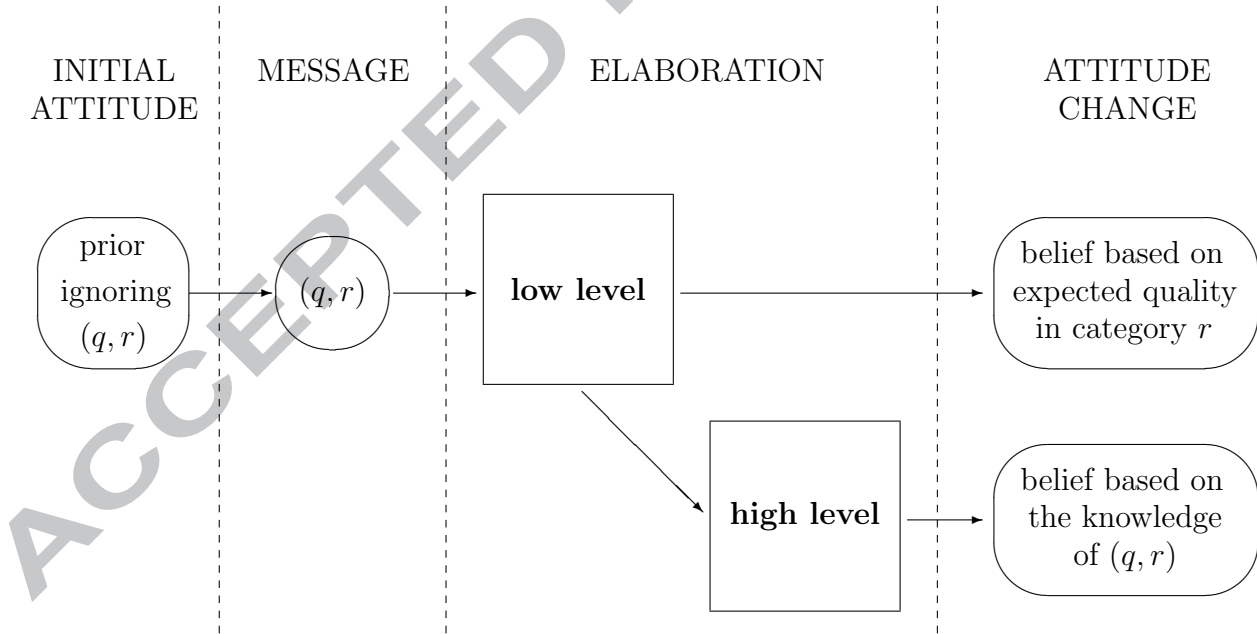 INITIAL
ATTITUDE
MESSAGE
ELABORATION
ATTITUDE
CHANGE
prior
ignoring
(q, r)
(q, r)
low level
belief based on
expected quality
in category r
high level
belief based on
the knowledge
of (q, r)
ACCEPTED